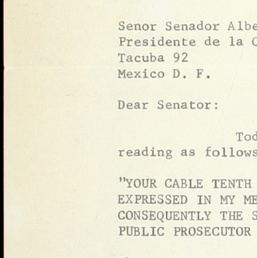 Senor Senador Albe
Presidente de la C
Tacuba 92
Mexico D. F.
Dear Senator:
Tod
reading as follows
"YOUR CABLE TENTH
EXPRESSED IN MY ME
CONSEQUENTLY THE S
PUBLIC PROSECUTOR